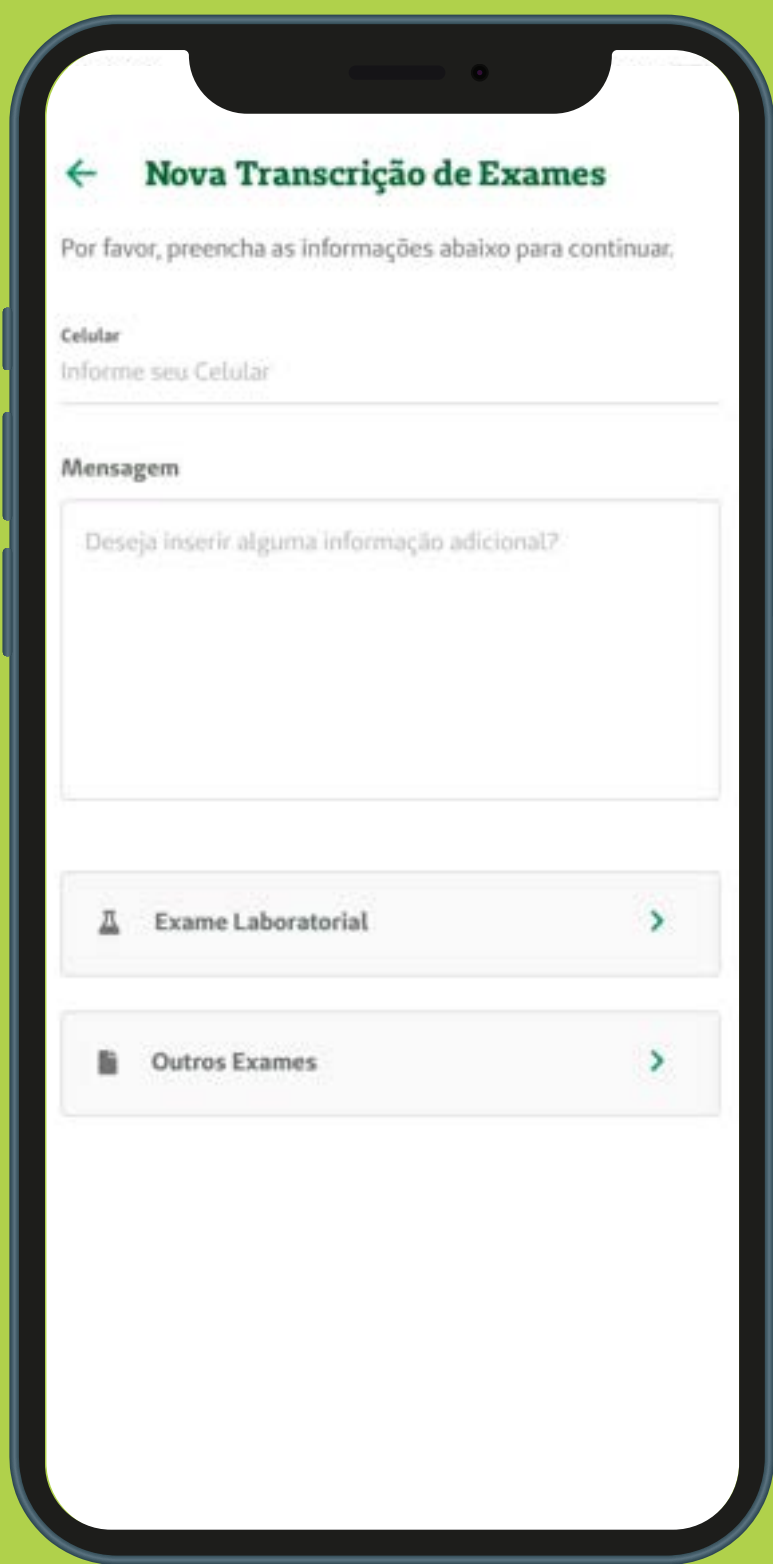 Nova Transcrição de Exames
Por favor, preencha as informações abaixo para continuar.
Celular
Informe seu Celular
Mensagem
Deseja inserir alguma informação adicional?
Exame Laboratorial
Outros Exames